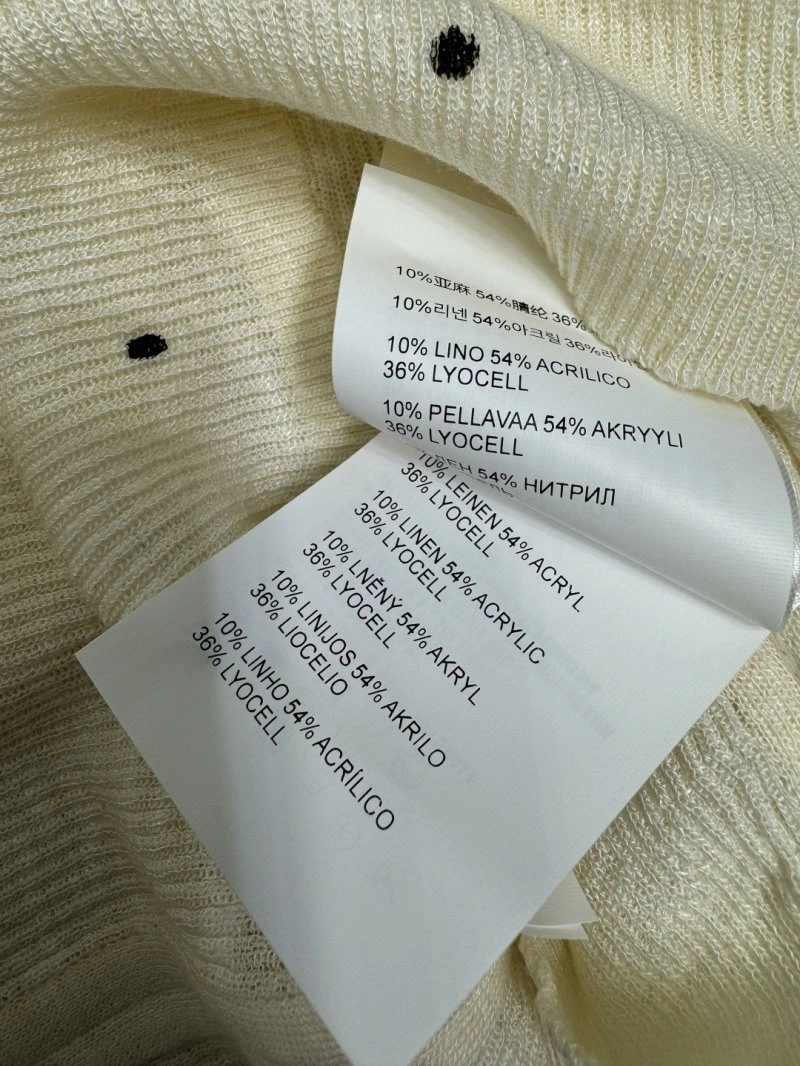 10%亚麻 54%腈纶 36%
10%리넨 54%아크릴 36%
10% LINO 54% ACRILICO
36% LYOCELL
10% PELLAVAA 54% AKRYYLI
36% LYOCELL
54% НИТРИЛ
10% LEINEN 54% ACRYL
36% LYOCELL
10% LINEN 54% ACRYLIC
36% LYOCELL
10% LNĚNÝ 54% AKRYL
36% LYOCELL
10% LINIJOS 54% AKRILO
36% LIOCELIO
10% LINHO 54% ACRÍLICO
36% LYOCELL